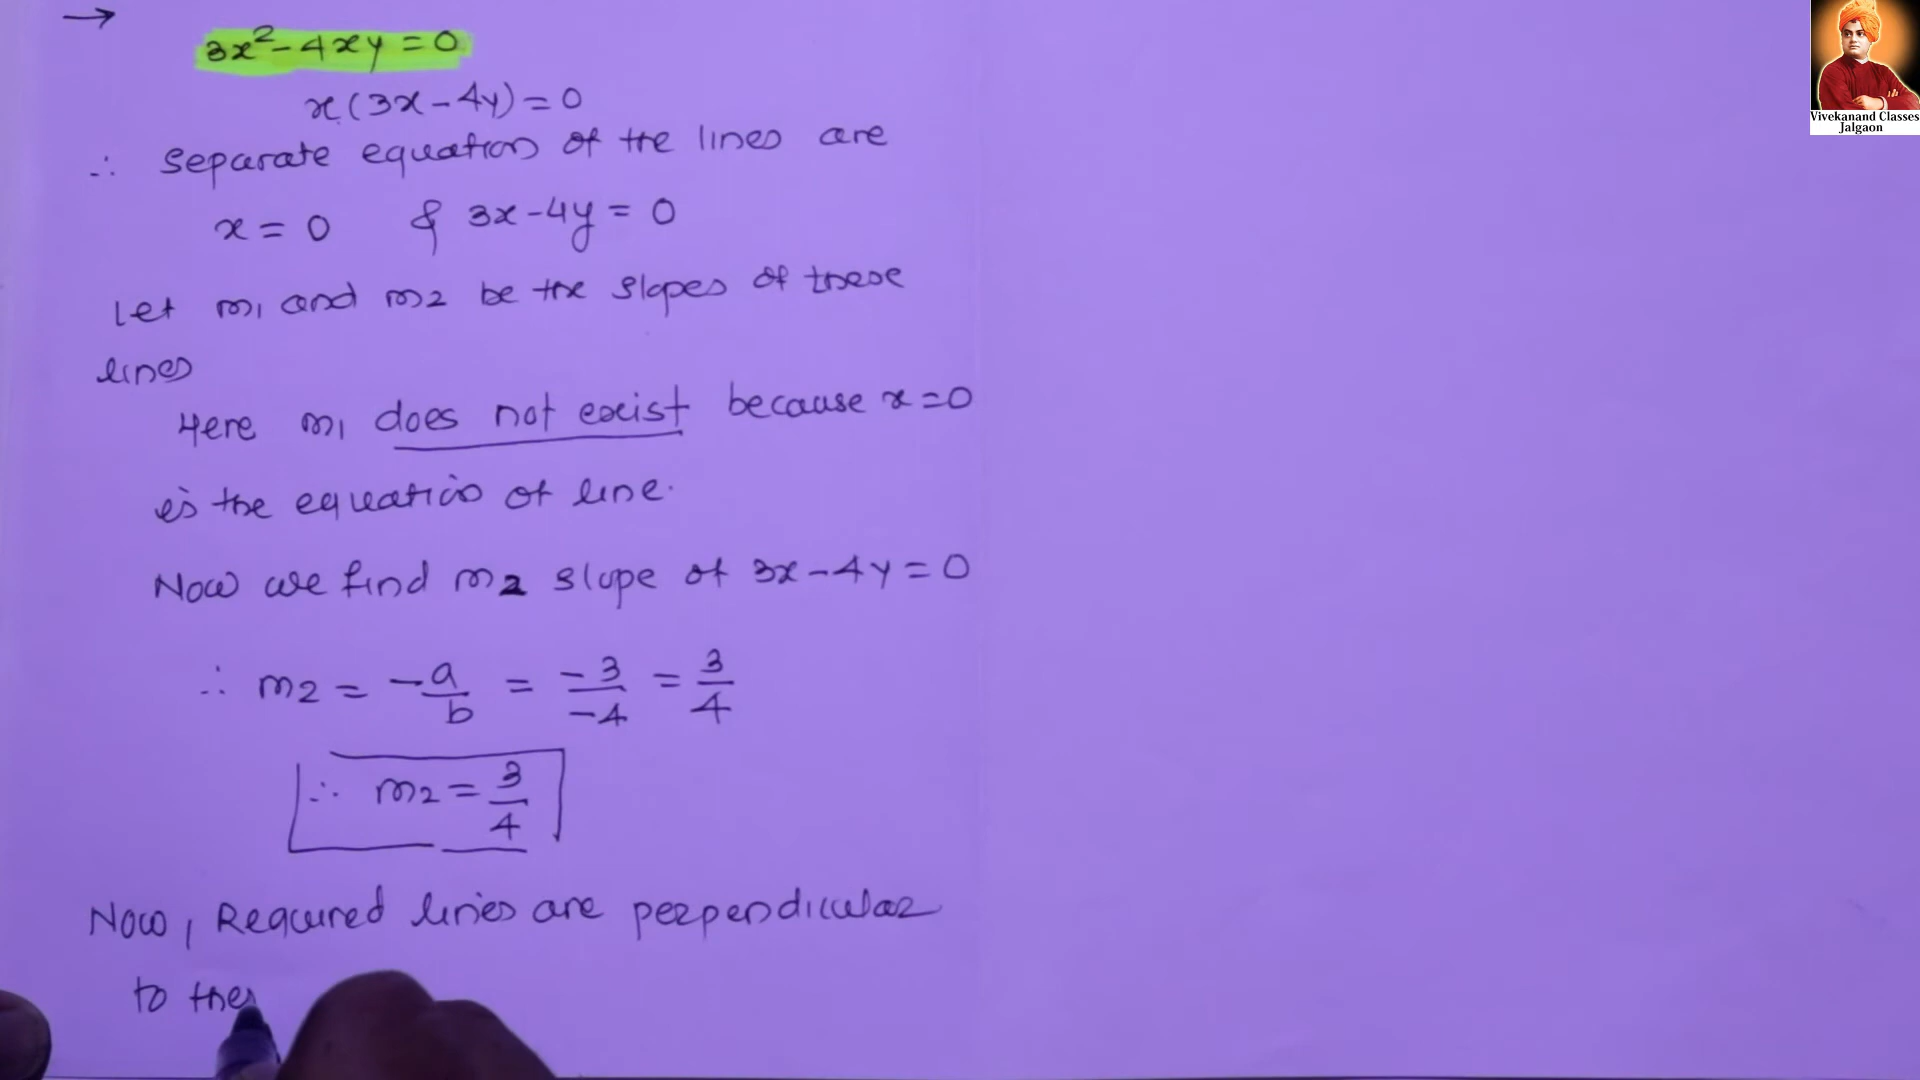 →
3x² - 4xy = 0
x(3x - 4y) = 0
∴ Separate equation of the lines are
x = 0 & 3x - 4y = 0
Let m₁ and m₂ be the slopes of these
lines
Here m₁ does not exist because x = 0
is the equation of line.
Now we find m₂ slope of 3x - 4y = 0
∴ m₂ = -a/b = -3/-4 = 3/4
∴ m₂ = 3/4
Now, Required lines are perpendicular
to thes
Vivekanand Classes
Jalgaon